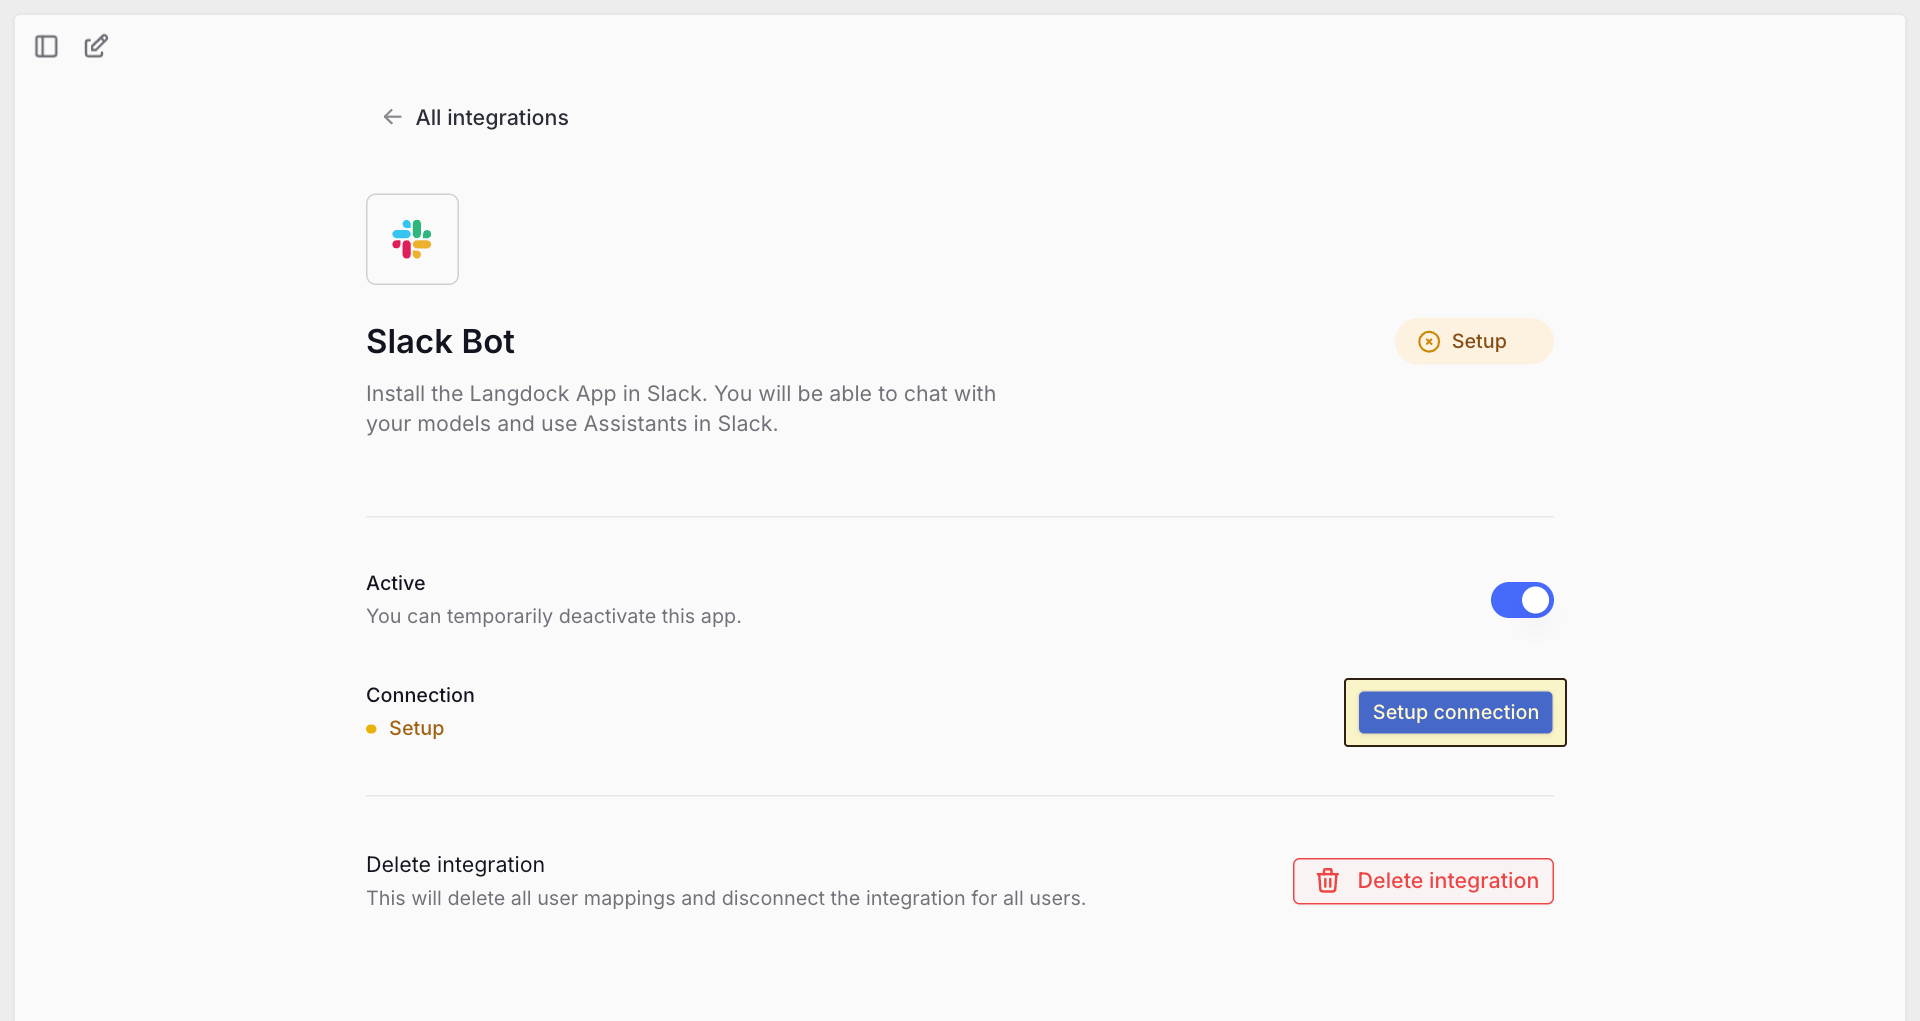 All integrations
Slack Bot
Setup
Install the Langdock App in Slack. You will be able to chat with
your models and use Assistants in Slack.
Active
You can temporarily deactivate this app.
Connection
Setup
Setup connection
Delete integration
This will delete all user mappings and disconnect the integration for all users.
Delete integration